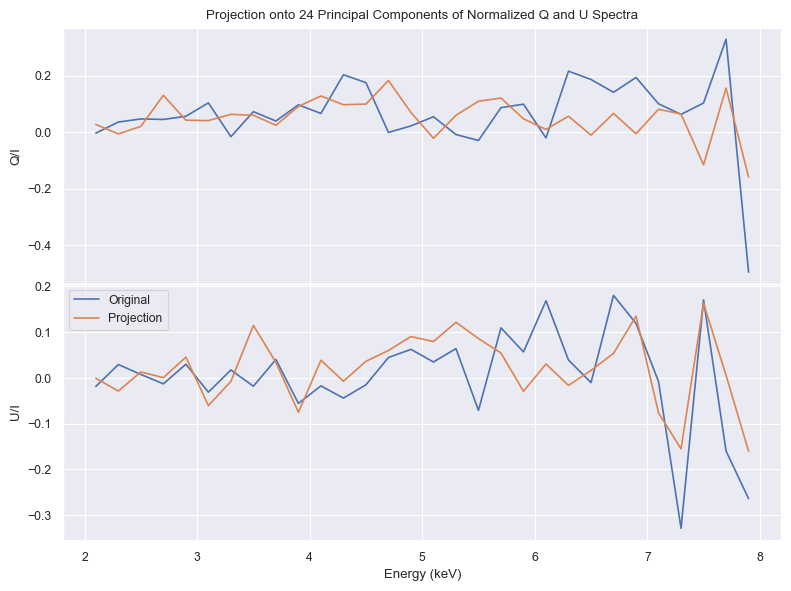 Projection onto 24 Principal Components of Normalized Q and U Spectra
0.2
0.0
−0.2
−0.4
Q/I
0.2
0.1
0.0
−0.1
−0.2
−0.3
U/I
Original
Projection
2 3 4 5 6 7 8
Energy (keV)